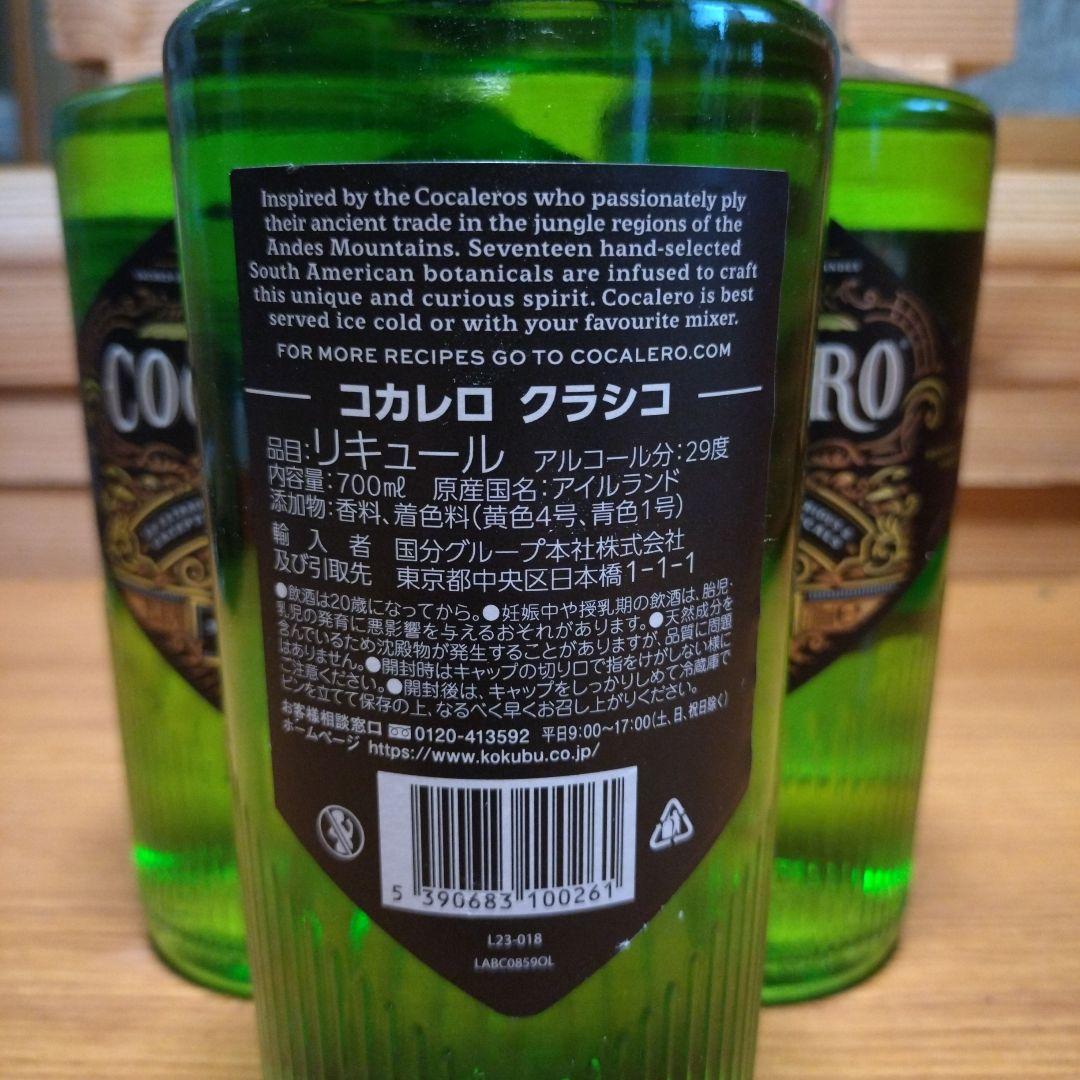 Inspired by the Cocaleros who passionately ply
their ancient trade in the jungle regions of the
Andes Mountains. Seventeen hand-selected
South American botanicals are infused to craft
this unique and curious spirit. Cocalero is best
served ice cold or with your favourite mixer.
FOR MORE RECIPES GO TO COCALERO.COM
コカレロ クラシコ
品目:リキュール アルコール分:29度
内容量:700㎖ 原産国名:アイルランド
添加物:香料、着色料(黄色4号、青色1号)
輸入者 国分グループ本社株式会社
及び引取先 東京都中央区日本橋1-1-1
●飲酒は20歳になってから。●妊娠中や授乳期の飲酒は、胎児、
乳児の発育に悪影響を与えるおそれがあります。●天然成分を
含んでいるため沈殿物が発生することがありますが、品質に問題
はありません。●開封時はキャップの切り口で指をけがしない様に
ご注意ください。●開封後は、キャップをしっかりしめて冷蔵庫で
ビンを立てて保存の上、なるべく早くお召し上がりください。
お客様相談窓口 0120-413592 平日9:00〜17:00(土、日、祝日除く)
ホームページ https://www.kokubu.co.jp/
5 390683 100261
L23-018
LABC0859OL
COC
RO